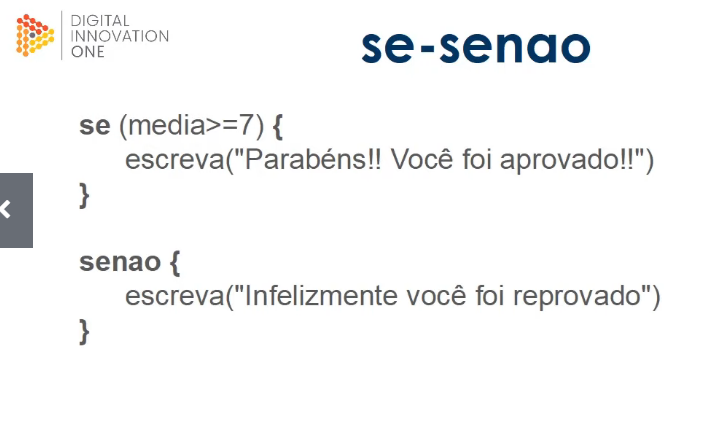 DIGITAL
INNOVATION
ONE
se-senao
se (media>=7) {
escreva("Parabéns!! Você foi aprovado!!")
}
senao {
escreva("Infelizmente você foi reprovado")
}